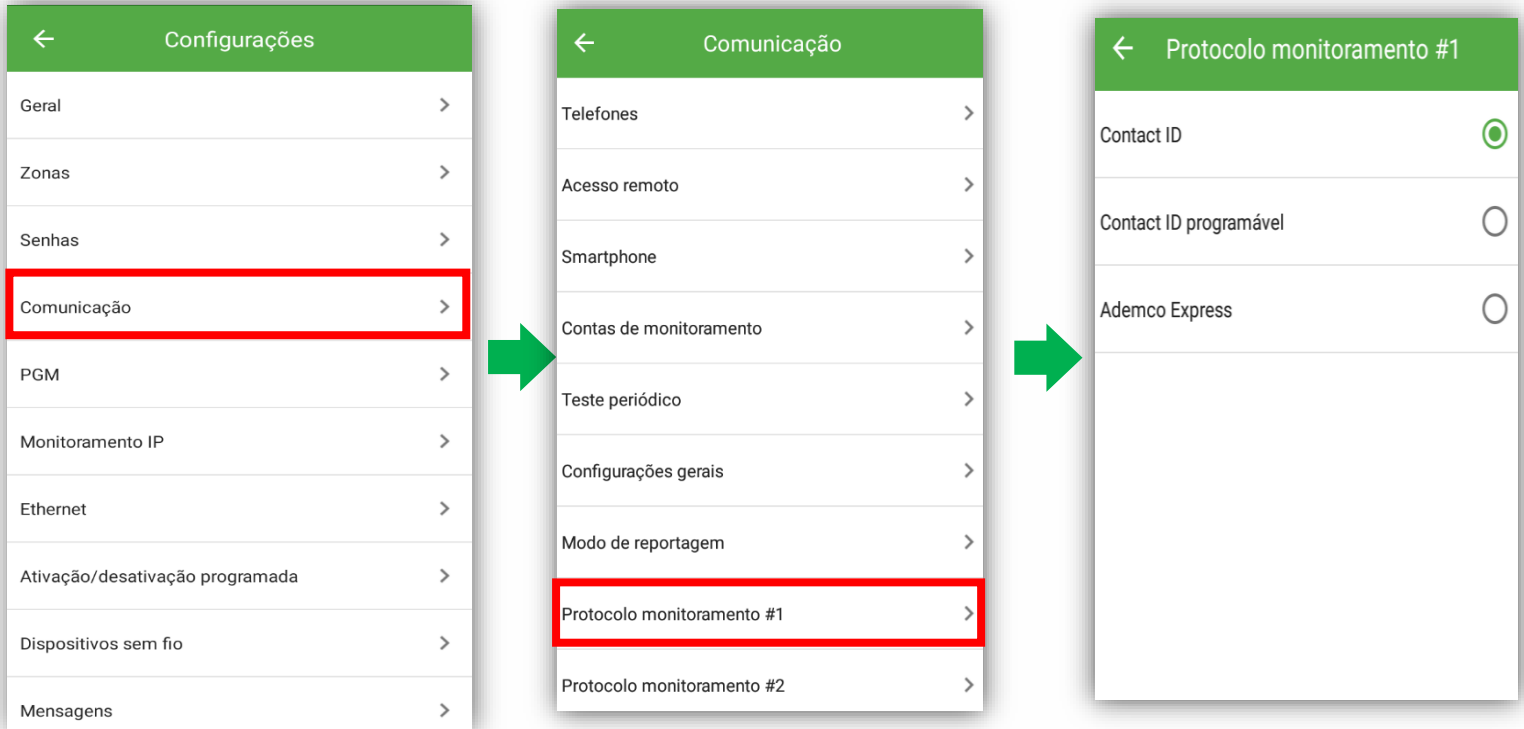 Configurações
Geral
Zonas
Senhas
Comunicação
PGM
Monitoramento IP
Ethernet
Ativação/desativação programada
Dispositivos sem fio
Mensagens
Comunicação
Telefones
Acesso remoto
Smartphone
Contas de monitoramento
Teste periódico
Configurações gerais
Modo de reportagem
Protocolo monitoramento #1
Protocolo monitoramento #2
Protocolo monitoramento #1
Contact ID
Contact ID programável
Ademco Express